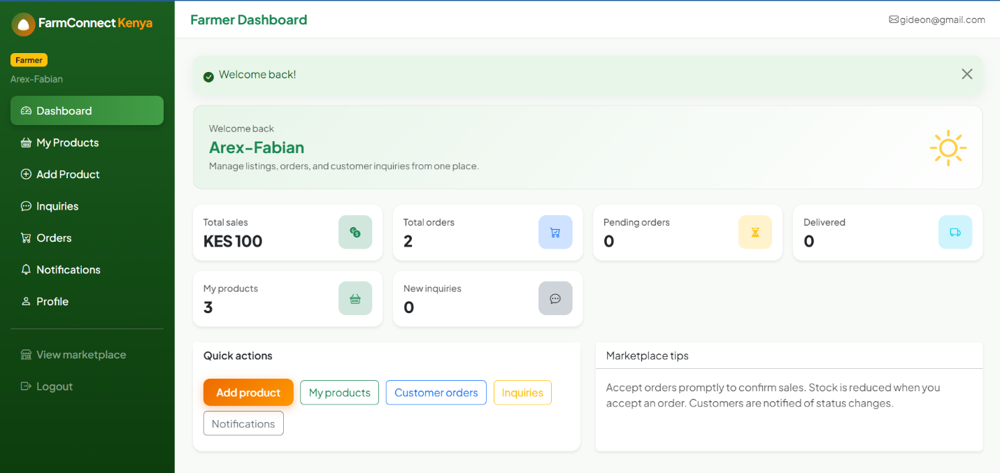 FarmConnect Kenya
Farmer
Arex-Fabian
Dashboard
My Products
Add Product
Inquiries
Orders
Notifications
Profile
View marketplace
Logout
Farmer Dashboard
gideon@gmail.com
Welcome back!
Welcome back
Arex-Fabian
Manage listings, orders, and customer inquiries from one place.
Total sales
KES 100
Total orders
2
Pending orders
0
Delivered
0
My products
3
New inquiries
0
Quick actions
Add product
My products
Customer orders
Inquiries
Notifications
Marketplace tips
Accept orders promptly to confirm sales. Stock is reduced when you
accept an order. Customers are notified of status changes.